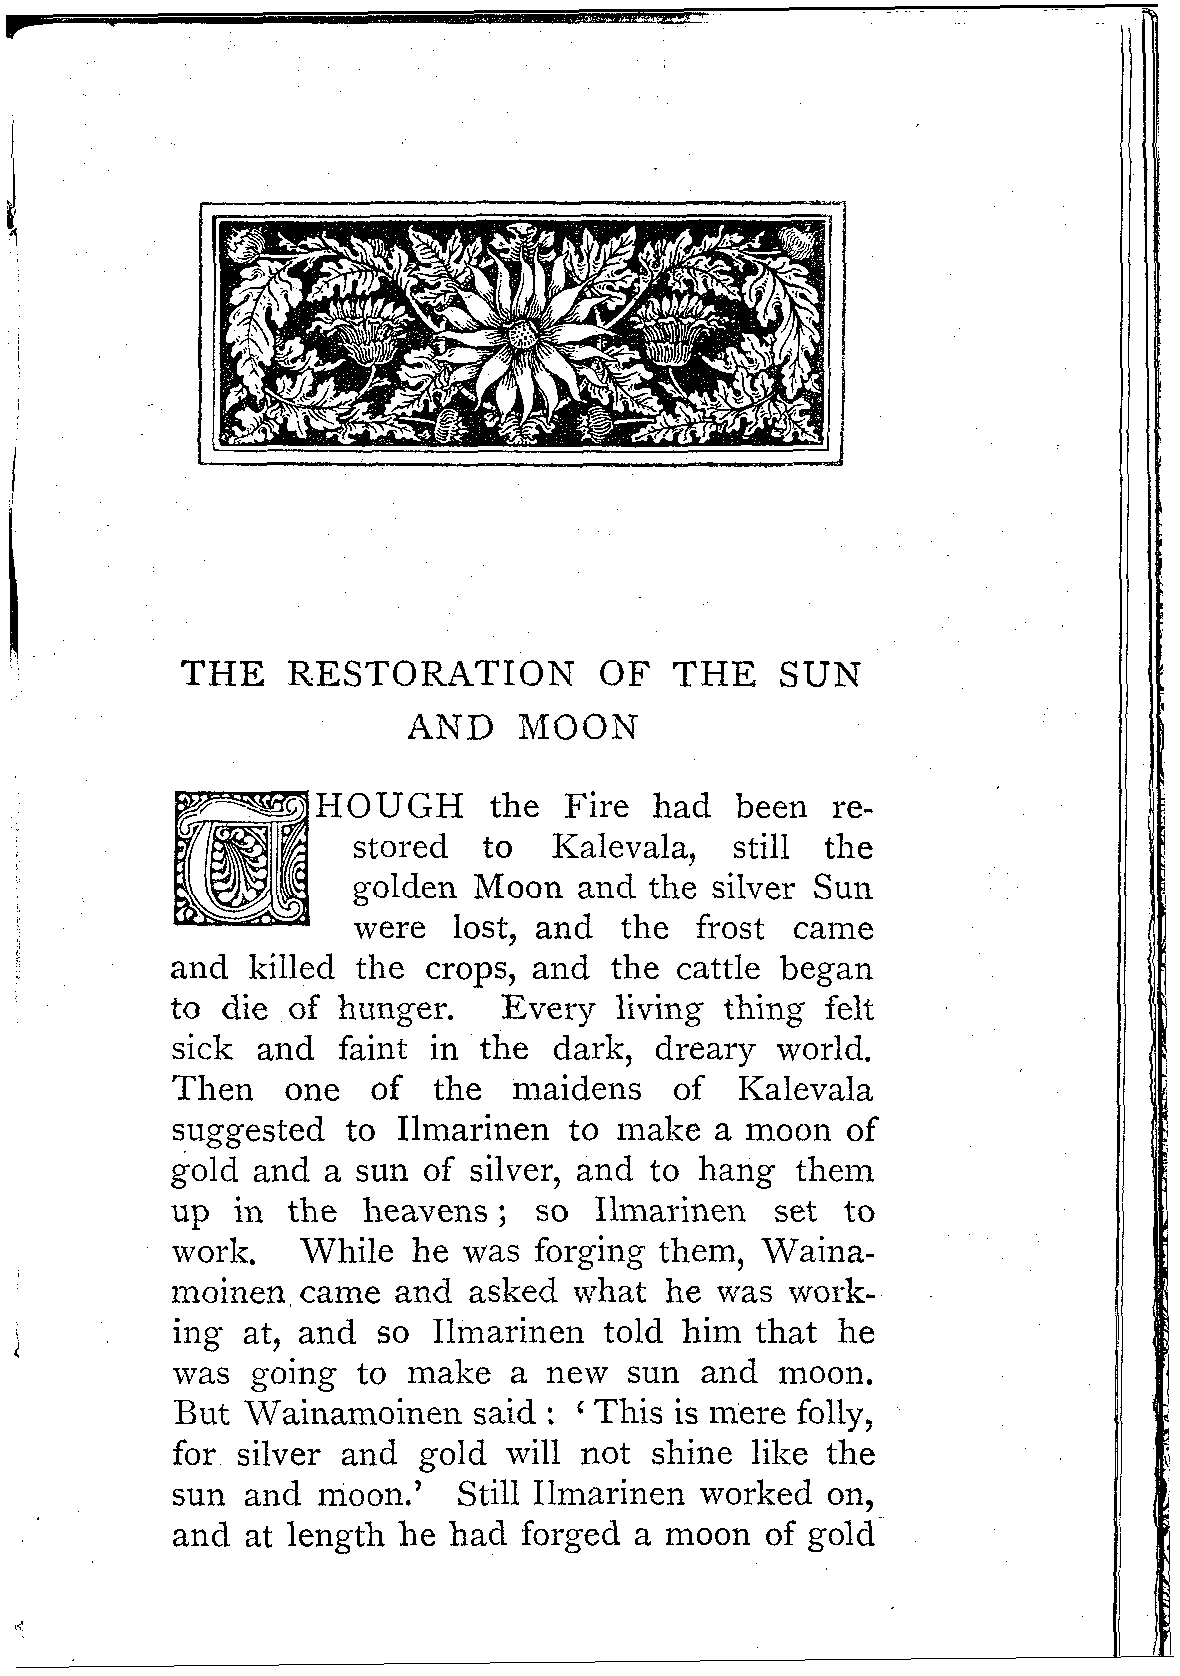 THE RESTORATION OF THE SUN
AND MOON
THOUGH the Fire had been re-
stored to Kalevala, still the
golden Moon and the silver Sun
were lost, and the frost came
and killed the crops, and the cattle began
to die of hunger. Every living thing felt
sick and faint in the dark, dreary world.
Then one of the maidens of Kalevala
suggested to Ilmarinen to make a moon of
gold and a sun of silver, and to hang them
up in the heavens; so Ilmarinen set to
work. While he was forging them, Waina-
moinen came and asked what he was work-
ing at, and so Ilmarinen told him that he
was going to make a new sun and moon.
But Wainamoinen said: ‘This is mere folly,
for silver and gold will not shine like the
sun and moon.’ Still Ilmarinen worked on,
and at length he had forged a moon of gold